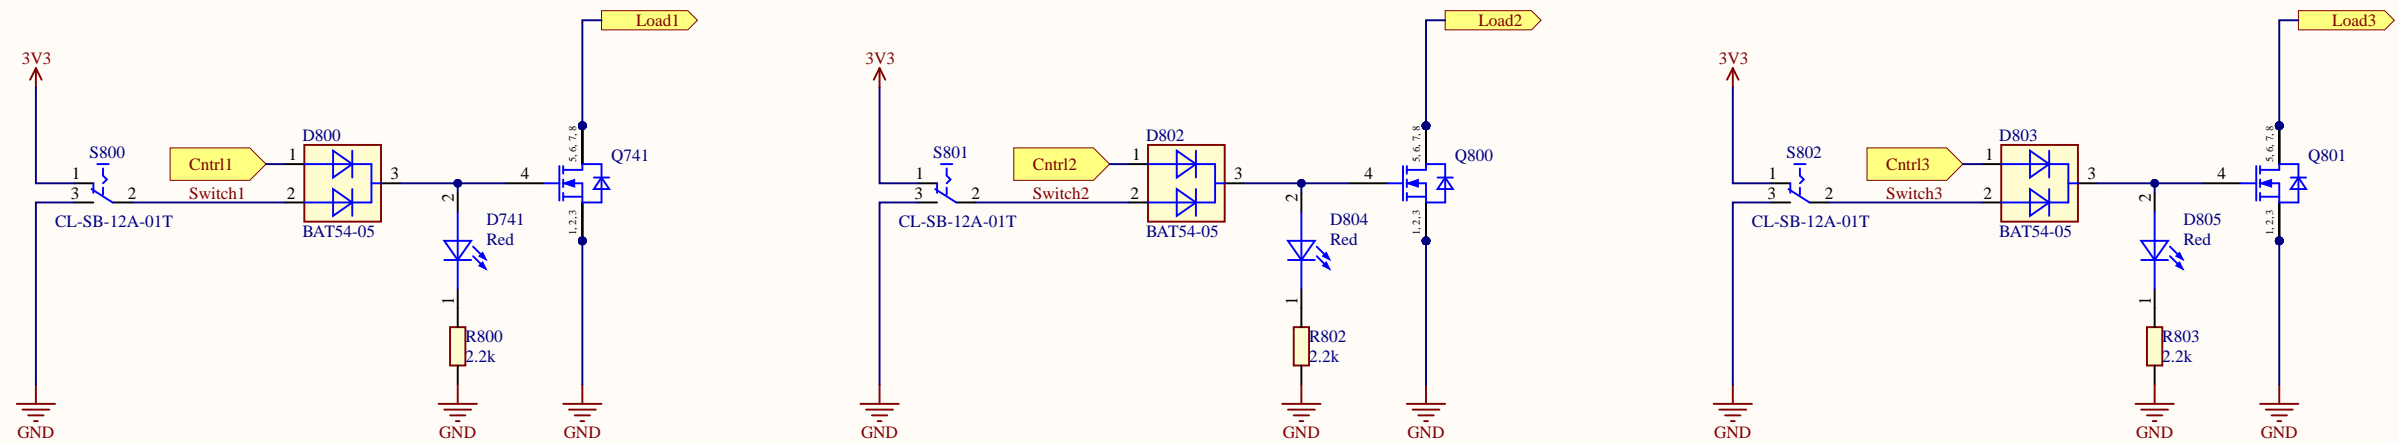 Load1
3V3
D800
S800
Cntrl1
1
5, 6, 7, 8
Q741
1
3
2
Switch1
2
3
4
CL-SB-12A-01T
BAT54-05
2
D741
Red
1, 2, 3
1
R800
2.2k
GND
GND
GND
Load2
3V3
D802
S801
Cntrl2
1
5, 6, 7, 8
Q800
1
3
2
Switch2
2
3
4
CL-SB-12A-01T
BAT54-05
2
D804
Red
1, 2, 3
1
R802
2.2k
GND
GND
GND
Load3
3V3
D803
S802
Cntrl3
1
5, 6, 7, 8
Q801
1
3
2
Switch3
2
3
4
CL-SB-12A-01T
BAT54-05
2
D805
Red
1, 2, 3
1
R803
2.2k
GND
GND
GND